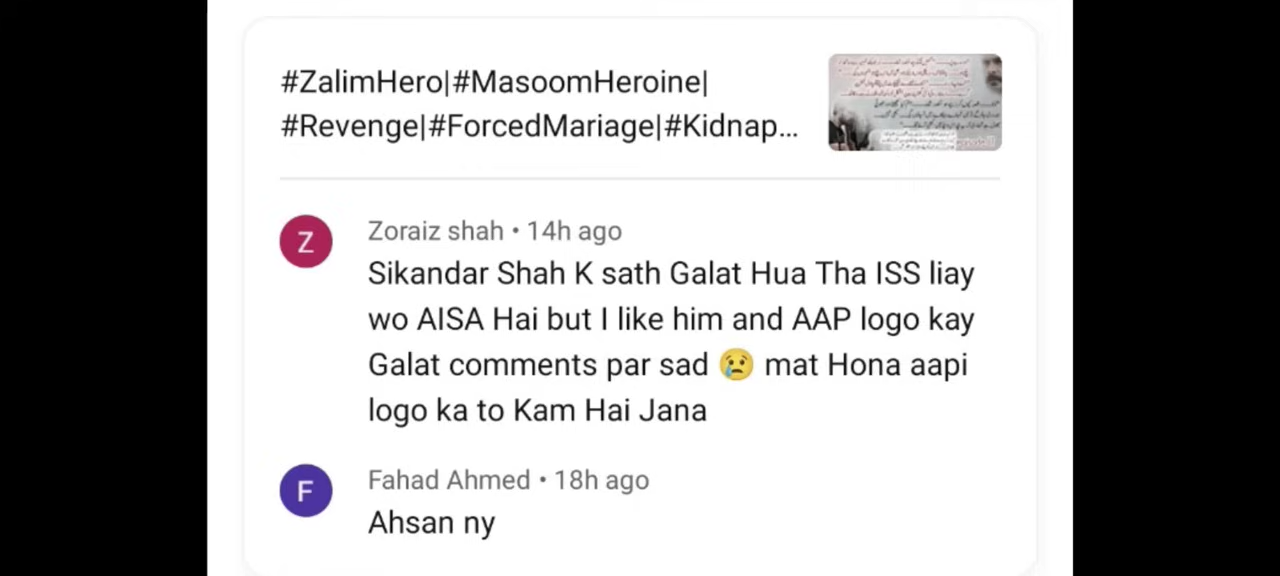 #ZalimHero|#MasoomHeroine|
#Revenge|#ForcedMariage|#Kidnap...
Z
Zoraiz shah • 14h ago
Sikandar Shah K sath Galat Hua Tha ISS liay
wo AISA Hai but I like him and AAP logo kay
Galat comments par sad 😢 mat Hona aapi
logo ka to Kam Hai Jana
F
Fahad Ahmed • 18h ago
Ahsan ny